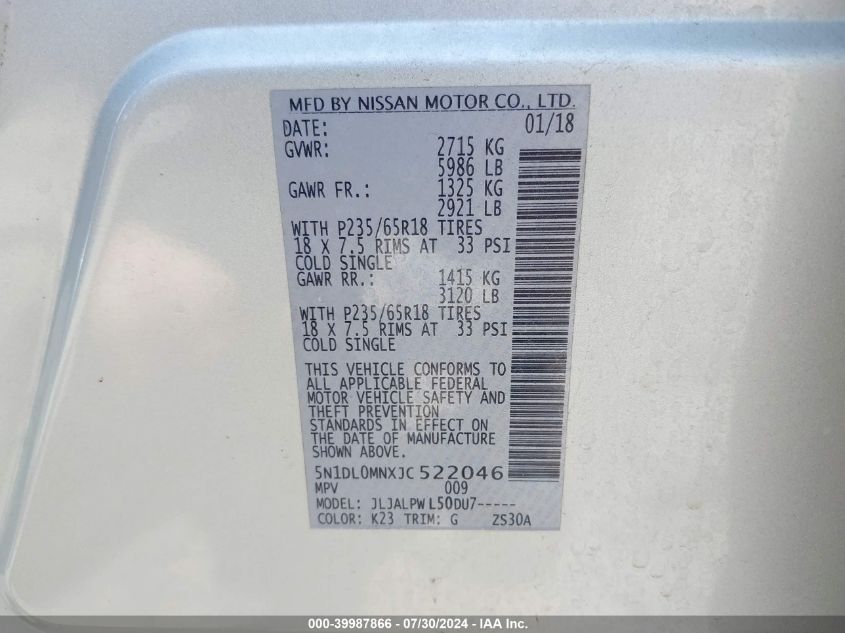 MFD BY NISSAN MOTOR CO., LTD.
DATE: 01/18
GVWR: 2715 KG
5986 LB
GAWR FR.: 1325 KG
2921 LB
WITH P235/65R18 TIRES
18 X 7.5 RIMS AT 33 PSI
COLD SINGLE
GAWR RR.: 1415 KG
3120 LB
WITH P235/65R18 TIRES
18 X 7.5 RIMS AT 33 PSI
COLD SINGLE
THIS VEHICLE CONFORMS TO
ALL APPLICABLE FEDERAL
MOTOR VEHICLE SAFETY AND
THEFT PREVENTION
STANDARDS IN EFFECT ON
THE DATE OF MANUFACTURE
SHOWN ABOVE.
5N1DL0MNXJC 522046
MPV 009
MODEL: JLJALPW L50DU7-----
COLOR: K23 TRIM: G ZS30A
000-39987866 - 07/30/2024 - IAA Inc.